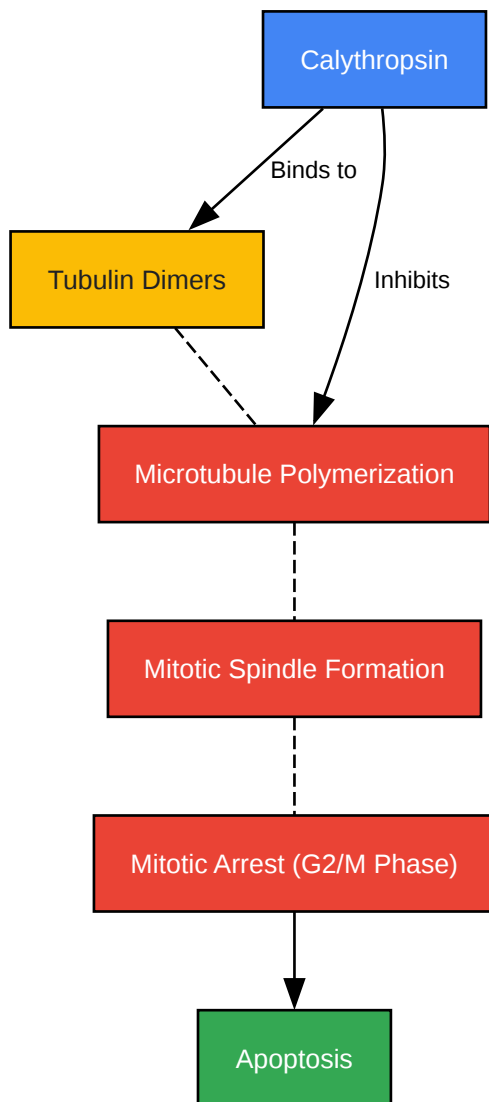 Calythropsin
Binds to
Tubulin Dimers
Inhibits
Microtubule Polymerization
Mitotic Spindle Formation
Mitotic Arrest (G2/M Phase)
Apoptosis